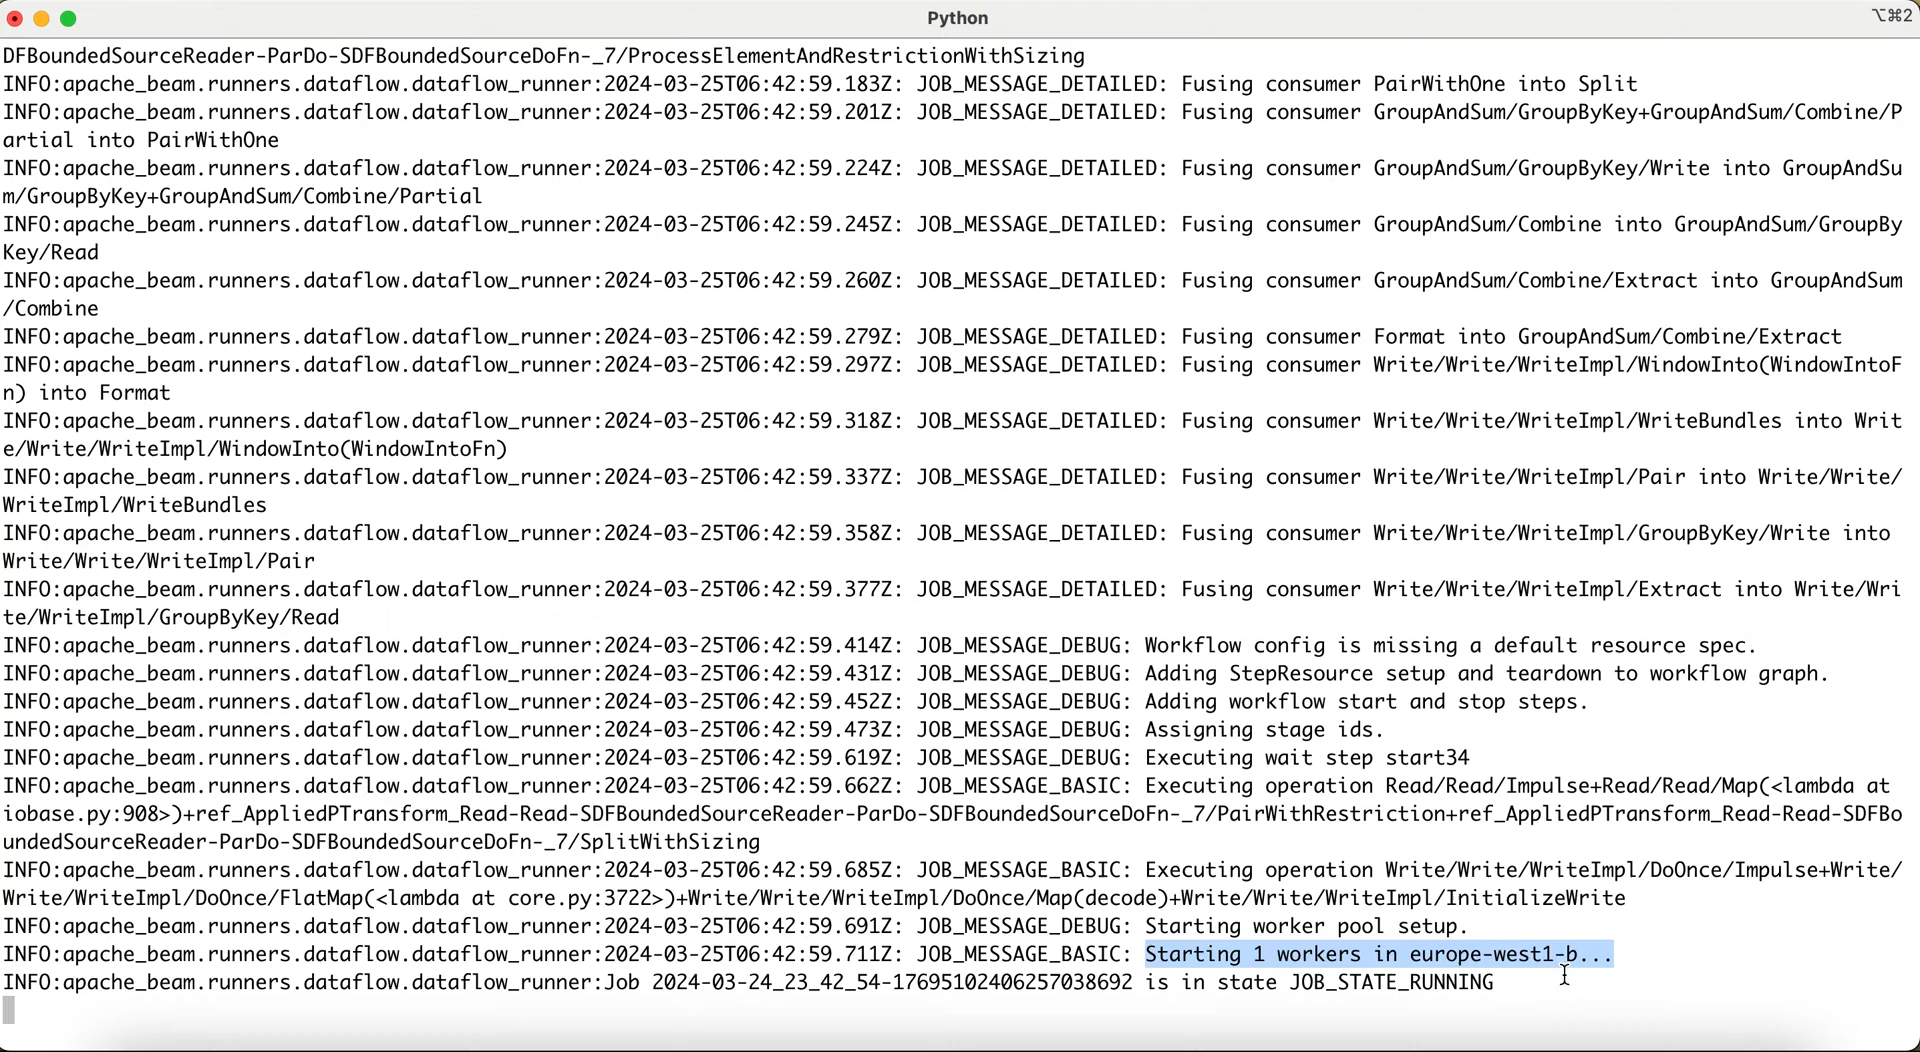 Python
⌥⌘2
DFBoundedSourceReader-ParDo-SDFBoundedSourceDoFn-_7/ProcessElementAndRestrictionWithSizing
INFO:apache_beam.runners.dataflow.dataflow_runner:2024-03-25T06:42:59.183Z: JOB_MESSAGE_DETAILED: Fusing consumer PairWithOne into Split
INFO:apache_beam.runners.dataflow.dataflow_runner:2024-03-25T06:42:59.201Z: JOB_MESSAGE_DETAILED: Fusing consumer GroupAndSum/GroupByKey+GroupAndSum/Combine/P
artial into PairWithOne
INFO:apache_beam.runners.dataflow.dataflow_runner:2024-03-25T06:42:59.224Z: JOB_MESSAGE_DETAILED: Fusing consumer GroupAndSum/GroupByKey/Write into GroupAndSu
m/GroupByKey+GroupAndSum/Combine/Partial
INFO:apache_beam.runners.dataflow.dataflow_runner:2024-03-25T06:42:59.245Z: JOB_MESSAGE_DETAILED: Fusing consumer GroupAndSum/Combine into GroupAndSum/GroupBy
Key/Read
INFO:apache_beam.runners.dataflow.dataflow_runner:2024-03-25T06:42:59.260Z: JOB_MESSAGE_DETAILED: Fusing consumer GroupAndSum/Combine/Extract into GroupAndSum
/Combine
INFO:apache_beam.runners.dataflow.dataflow_runner:2024-03-25T06:42:59.279Z: JOB_MESSAGE_DETAILED: Fusing consumer Format into GroupAndSum/Combine/Extract
INFO:apache_beam.runners.dataflow.dataflow_runner:2024-03-25T06:42:59.297Z: JOB_MESSAGE_DETAILED: Fusing consumer Write/Write/WriteImpl/WindowInto(WindowIntoF
n) into Format
INFO:apache_beam.runners.dataflow.dataflow_runner:2024-03-25T06:42:59.318Z: JOB_MESSAGE_DETAILED: Fusing consumer Write/Write/WriteImpl/WriteBundles into Writ
e/Write/WriteImpl/WindowInto(WindowIntoFn)
INFO:apache_beam.runners.dataflow.dataflow_runner:2024-03-25T06:42:59.337Z: JOB_MESSAGE_DETAILED: Fusing consumer Write/Write/WriteImpl/Pair into Write/Write/
WriteImpl/WriteBundles
INFO:apache_beam.runners.dataflow.dataflow_runner:2024-03-25T06:42:59.358Z: JOB_MESSAGE_DETAILED: Fusing consumer Write/Write/WriteImpl/GroupByKey/Write into
Write/Write/WriteImpl/Pair
INFO:apache_beam.runners.dataflow.dataflow_runner:2024-03-25T06:42:59.377Z: JOB_MESSAGE_DETAILED: Fusing consumer Write/Write/WriteImpl/Extract into Write/Wri
te/WriteImpl/GroupByKey/Read
INFO:apache_beam.runners.dataflow.dataflow_runner:2024-03-25T06:42:59.414Z: JOB_MESSAGE_DEBUG: Workflow config is missing a default resource spec.
INFO:apache_beam.runners.dataflow.dataflow_runner:2024-03-25T06:42:59.431Z: JOB_MESSAGE_DEBUG: Adding StepResource setup and teardown to workflow graph.
INFO:apache_beam.runners.dataflow.dataflow_runner:2024-03-25T06:42:59.452Z: JOB_MESSAGE_DEBUG: Adding workflow start and stop steps.
INFO:apache_beam.runners.dataflow.dataflow_runner:2024-03-25T06:42:59.473Z: JOB_MESSAGE_DEBUG: Assigning stage ids.
INFO:apache_beam.runners.dataflow.dataflow_runner:2024-03-25T06:42:59.619Z: JOB_MESSAGE_DEBUG: Executing wait step start34
INFO:apache_beam.runners.dataflow.dataflow_runner:2024-03-25T06:42:59.662Z: JOB_MESSAGE_BASIC: Executing operation Read/Read/Impulse+Read/Read/Map(<lambda at
iobase.py:908>)+ref_AppliedPTransform_Read-Read-SDFBoundedSourceReader-ParDo-SDFBoundedSourceDoFn-_7/PairWithRestriction+ref_AppliedPTransform_Read-Read-SDFBo
undedSourceReader-ParDo-SDFBoundedSourceDoFn-_7/SplitWithSizing
INFO:apache_beam.runners.dataflow.dataflow_runner:2024-03-25T06:42:59.685Z: JOB_MESSAGE_BASIC: Executing operation Write/Write/WriteImpl/DoOnce/Impulse+Write/
Write/WriteImpl/DoOnce/FlatMap(<lambda at core.py:3722>)+Write/Write/WriteImpl/DoOnce/Map(decode)+Write/Write/WriteImpl/InitializeWrite
INFO:apache_beam.runners.dataflow.dataflow_runner:2024-03-25T06:42:59.691Z: JOB_MESSAGE_DEBUG: Starting worker pool setup.
INFO:apache_beam.runners.dataflow.dataflow_runner:2024-03-25T06:42:59.711Z: JOB_MESSAGE_BASIC: Starting 1 workers in europe-west1-b...
INFO:apache_beam.runners.dataflow.dataflow_runner:Job 2024-03-24_23_42_54-17695102406257038692 is in state JOB_STATE_RUNNING